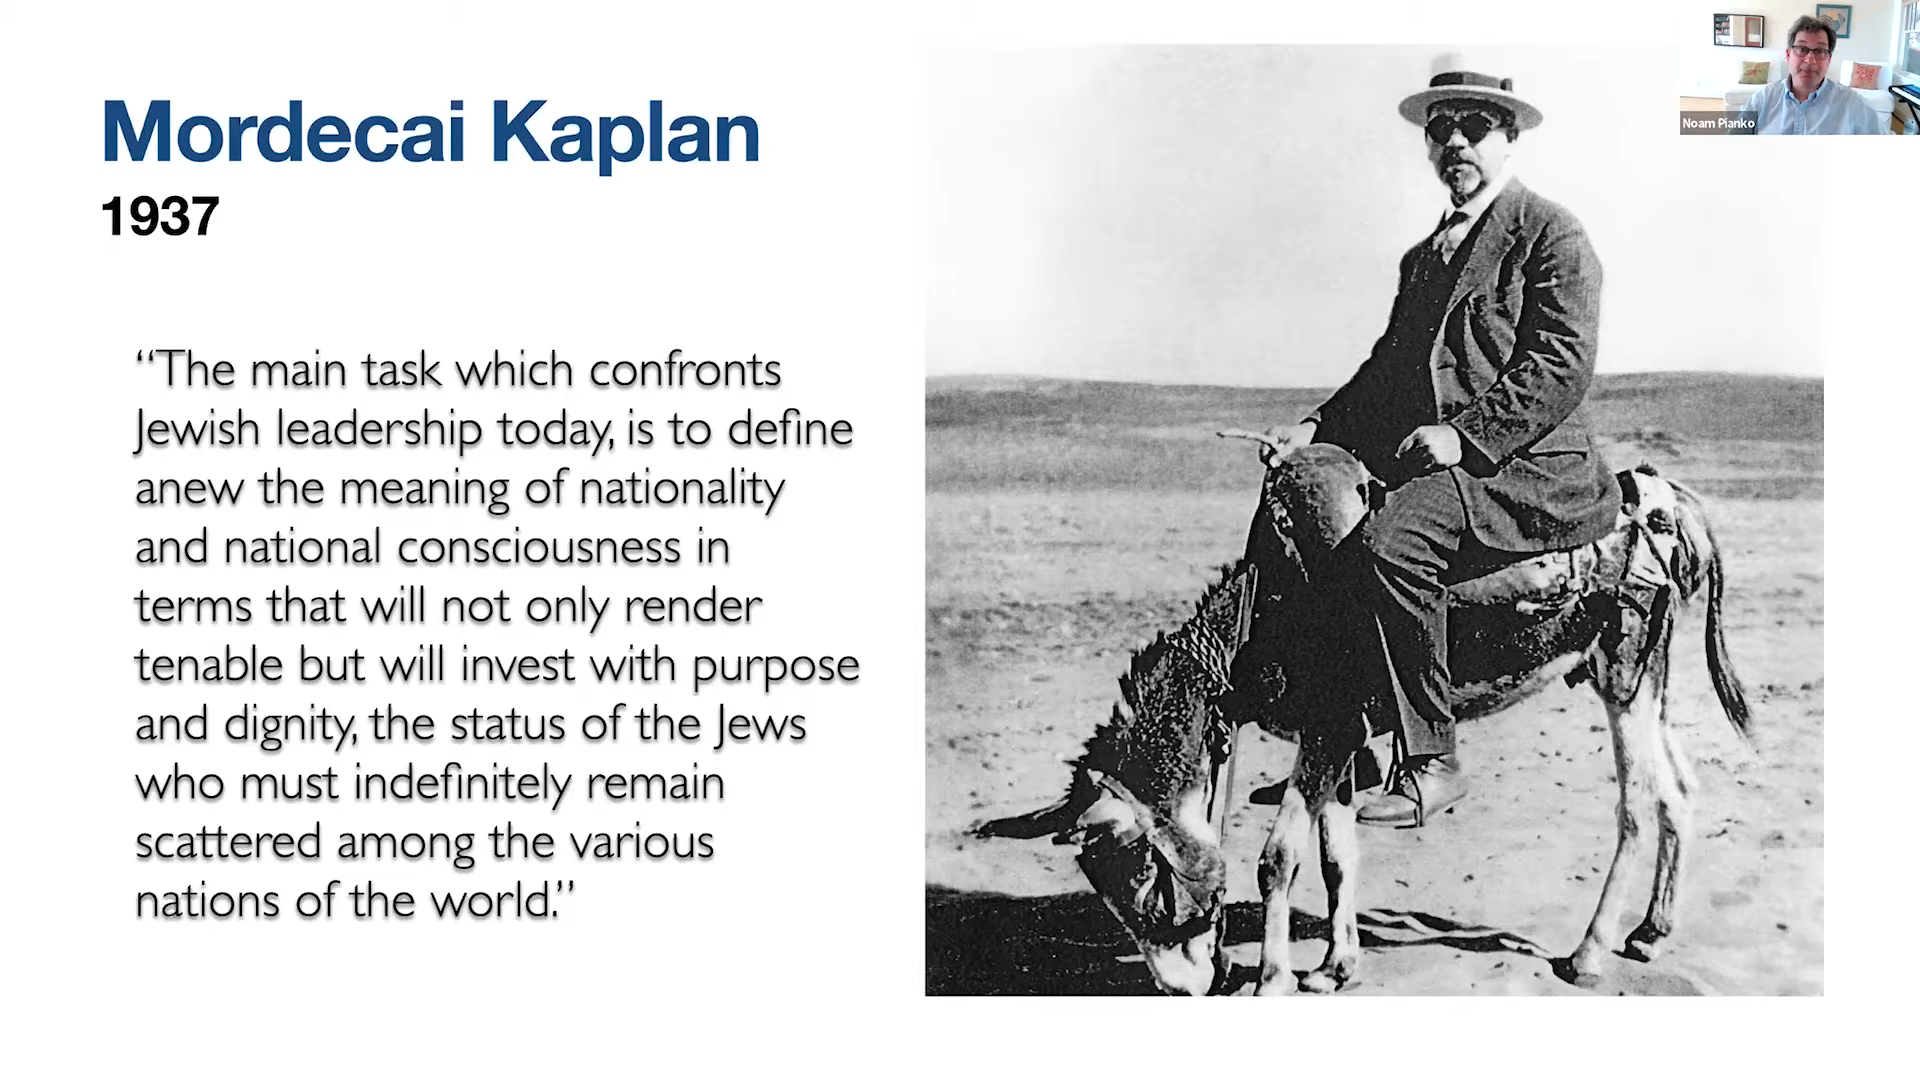 Mordecai Kaplan
1937
“The main task which confronts
Jewish leadership today, is to define
anew the meaning of nationality
and national consciousness in
terms that will not only render
tenable but will invest with purpose
and dignity, the status of the Jews
who must indefinitely remain
scattered among the various
nations of the world.”
Noam Pianko